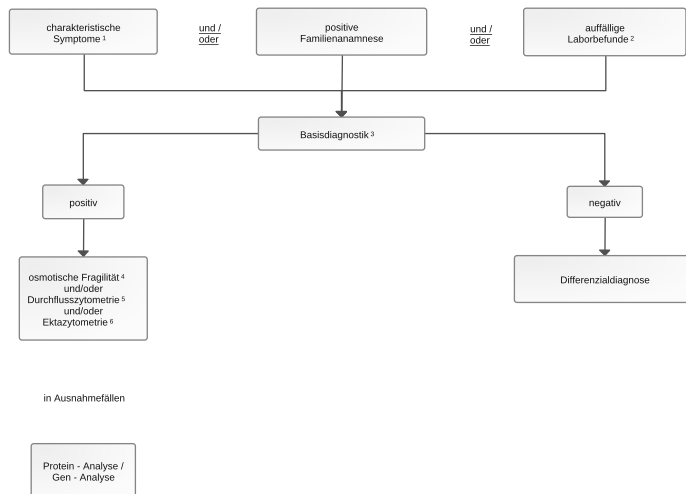 charakteristische
Symptome ¹
und /
oder
positive
Familienanamnese
und /
oder
auffällige
Laborbefunde ²
Basisdiagnostik ³
positiv
negativ
osmotische Fragilität ⁴
und/oder
Durchflusszytometrie ⁵
und/oder
Ektazytometrie ⁶
Differenzialdiagnose
in Ausnahmefällen
Protein - Analyse /
Gen - Analyse